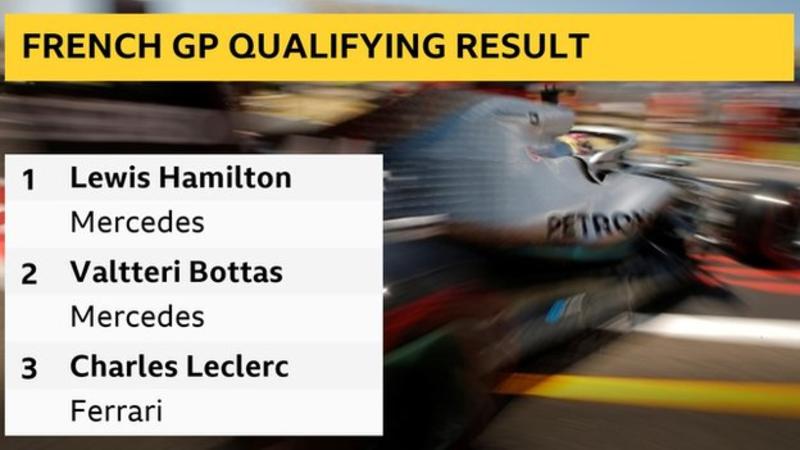 FRENCH GP QUALIFYING RESULT
1 Lewis Hamilton
Mercedes
2 Valtteri Bottas
Mercedes
3 Charles Leclerc
Ferrari
PETRON